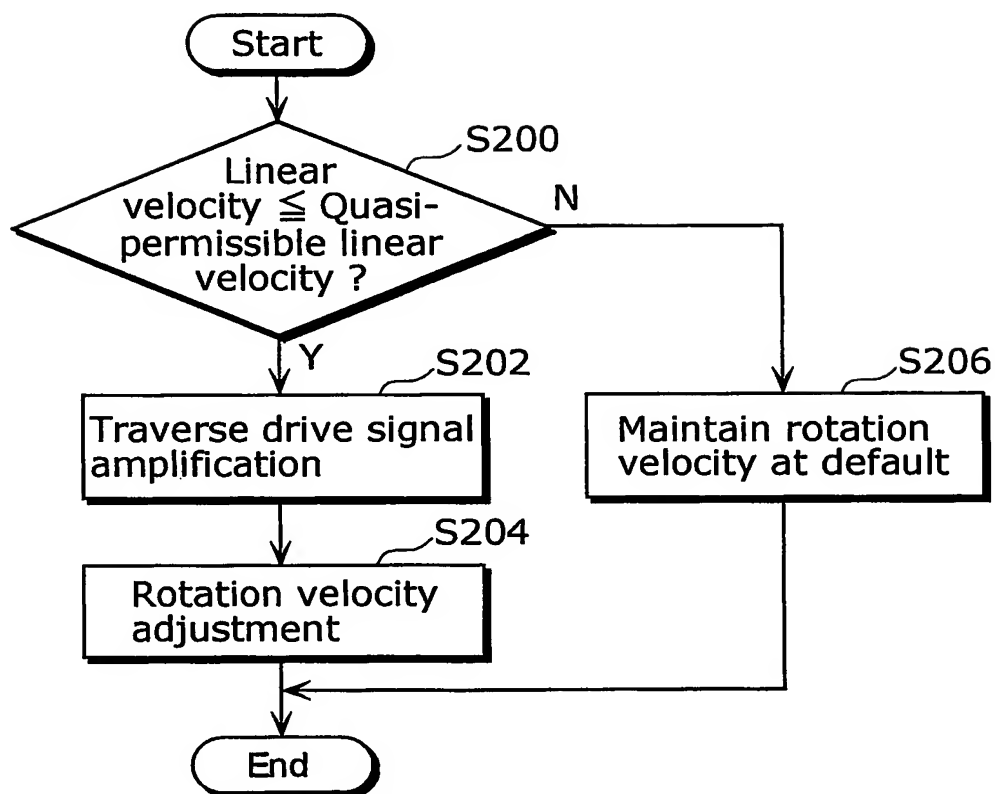 Start
S200
Linear
velocity ≦ Quasi-
permissible linear
velocity ?
N
Y
S202
Traverse drive signal
amplification
S206
Maintain rotation
velocity at default
S204
Rotation velocity
adjustment
End